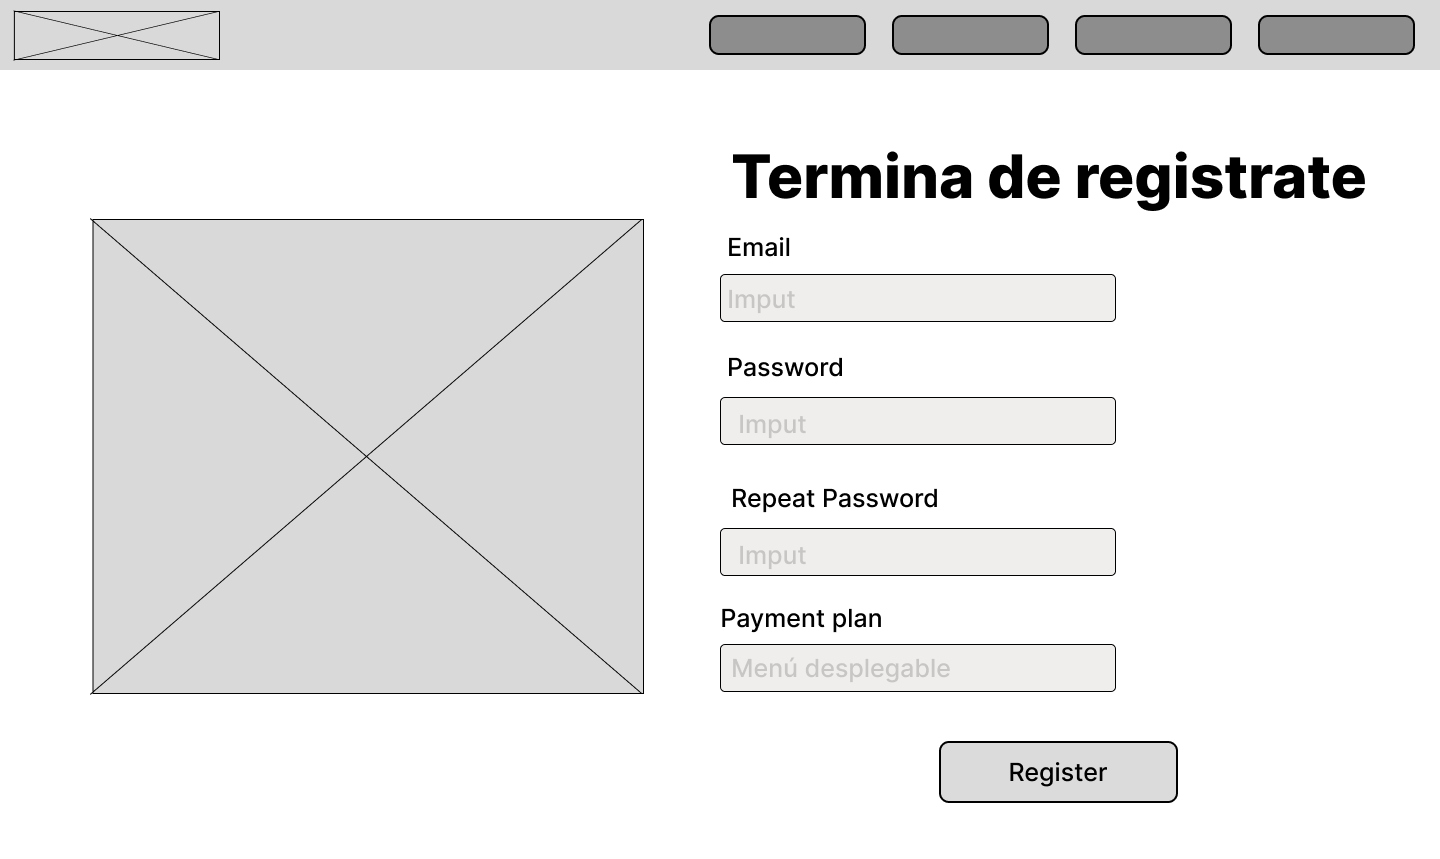 Termina de registrate
Email
Imput
Password
Imput
Repeat Password
Imput
Payment plan
Menú desplegable
Register